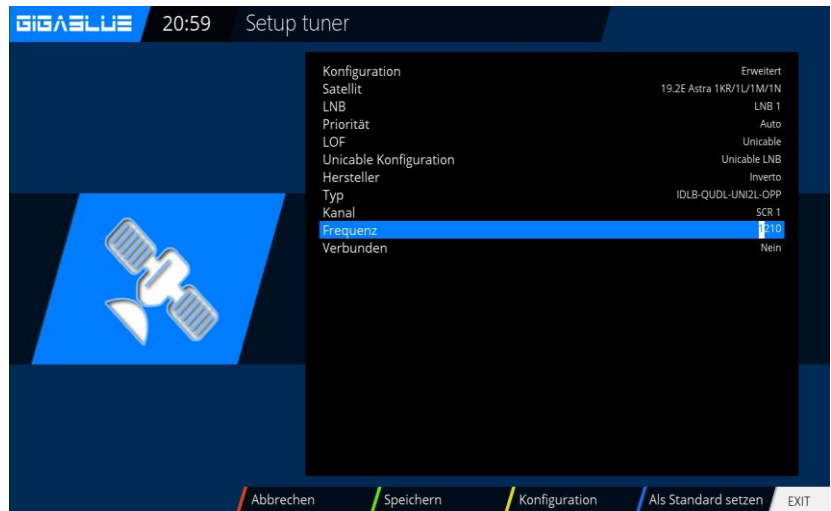 GIGABLUE 20:59 Setup tuner
Konfiguration Erweitert
Satellit 19.2E Astra 1KR/1L/1M/1N
LNB LNB 1
Priorität Auto
LOF Unicable
Unicable Konfiguration Unicable LNB
Hersteller Inverto
Typ IDLB-QUDL-UNI2L-OPP
Kanal SCR 1
Frequenz 1210
Verbunden Nein
Abbrechen Speichern Konfiguration Als Standard setzen EXIT